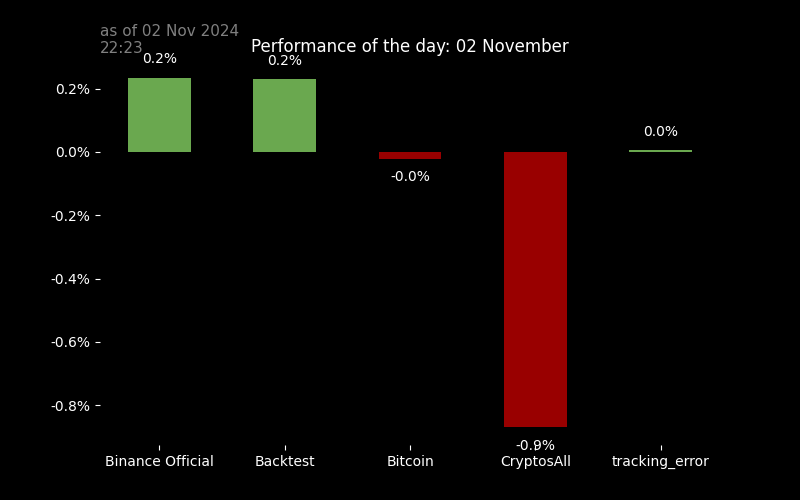 as of 02 Nov 2024
22:23
Performance of the day: 02 November
0.2%
0.2%
-0.0%
-0.9%
0.0%
0.2%
0.0%
-0.2%
-0.4%
-0.6%
-0.8%
Binance Official
Backtest
Bitcoin
CryptosAll
tracking_error